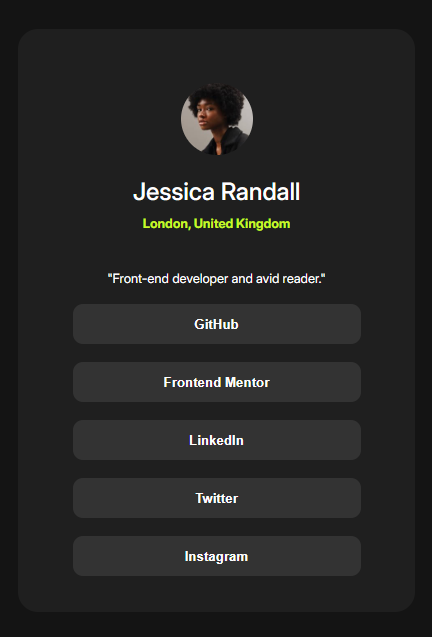 Jessica Randall
London, United Kingdom
"Front-end developer and avid reader."
GitHub
Frontend Mentor
LinkedIn
Twitter
Instagram